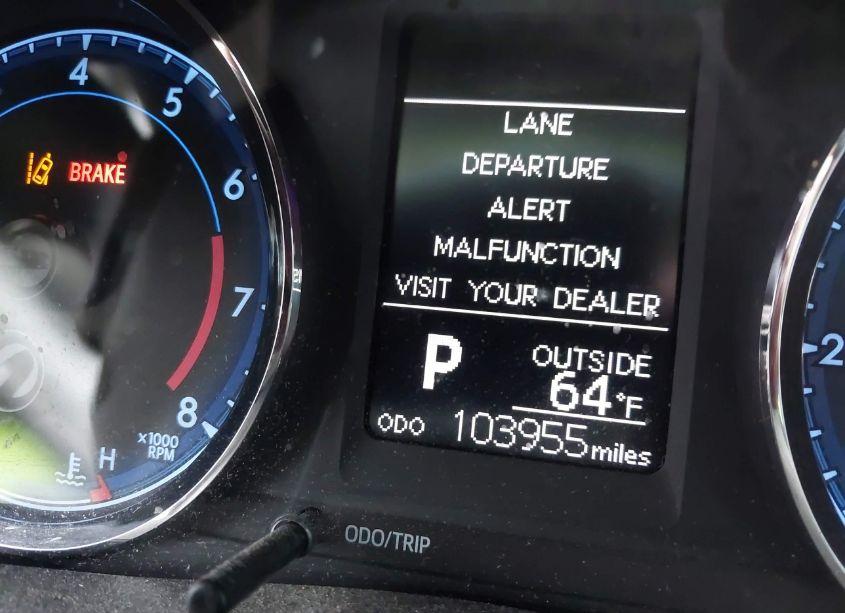 4
5
6
7
8
BRAKE
x1000
RPM
H
LANE
DEPARTURE
ALERT
MALFUNCTION
VISIT YOUR DEALER
P
OUTSIDE
64°F
ODO 103955 miles
ODO/TRIP
2